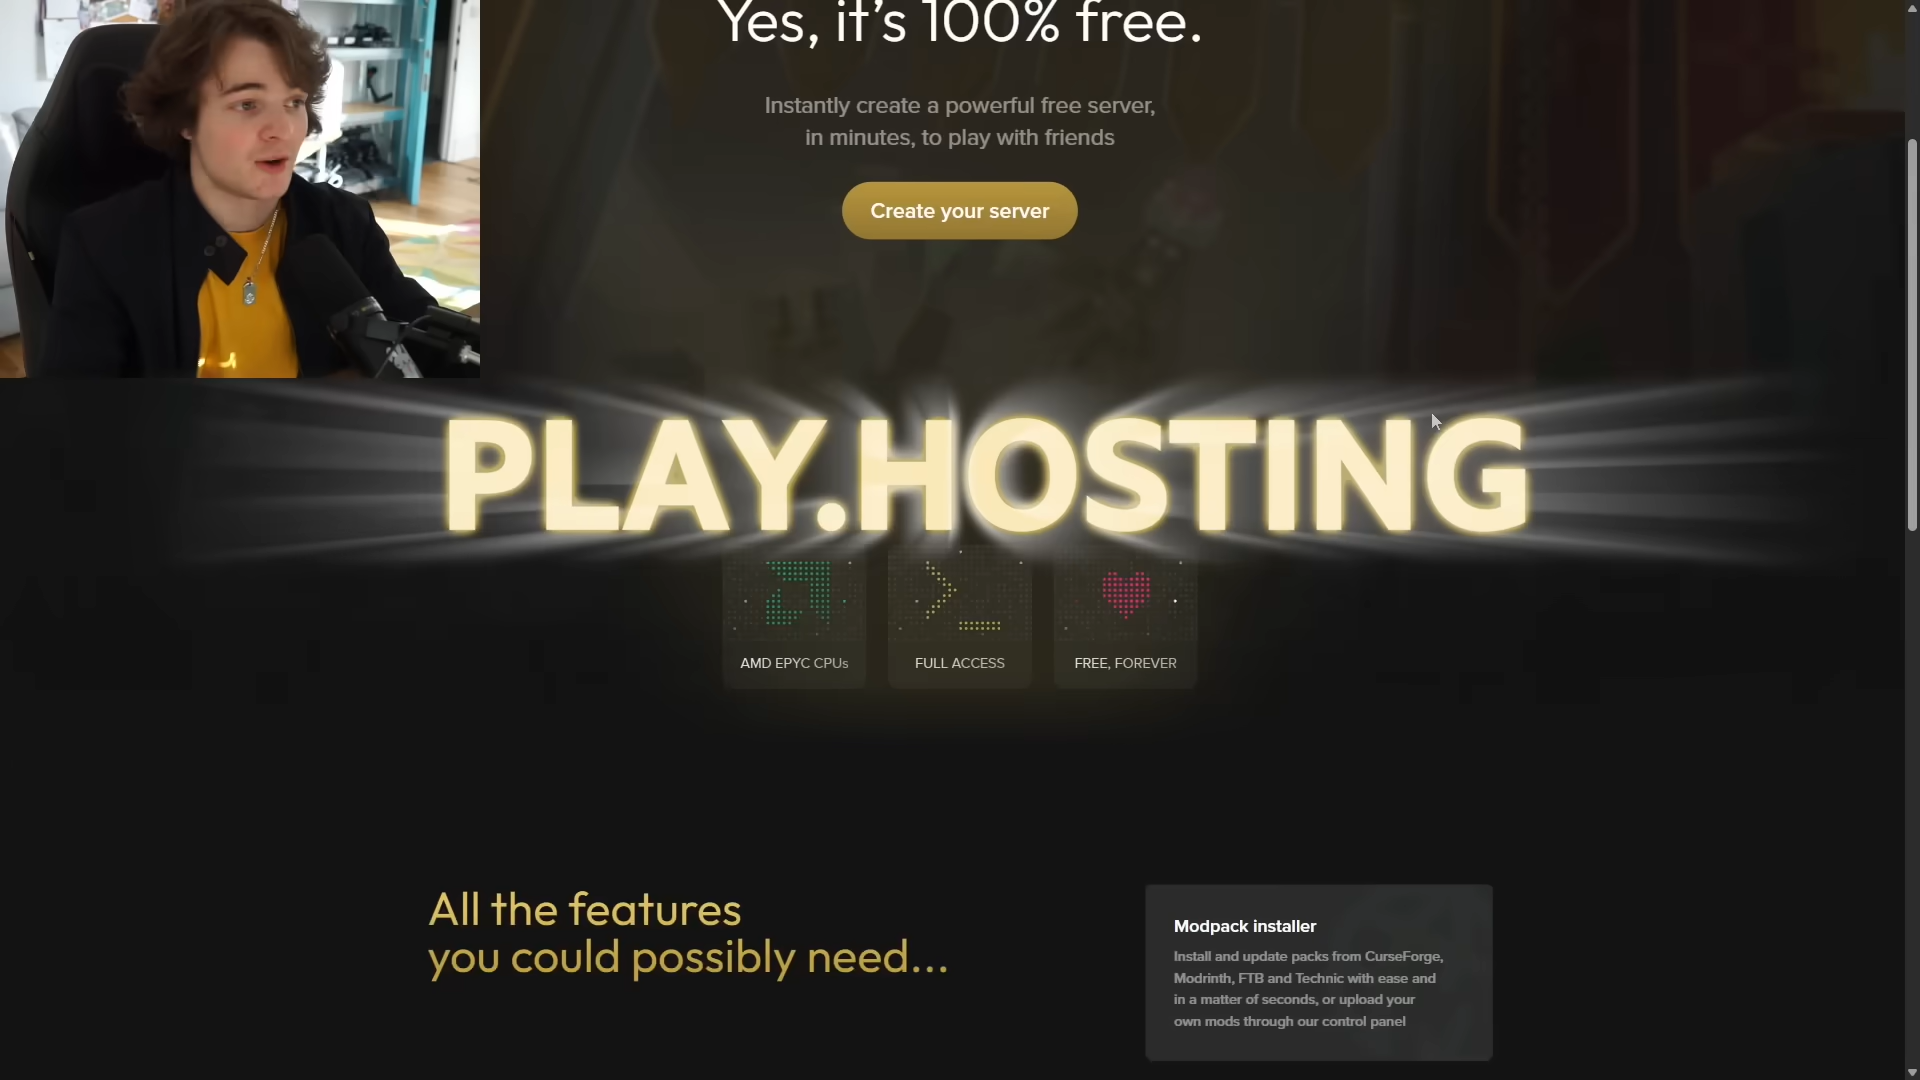 Yes, it's 100% free.
Instantly create a powerful free server,
in minutes, to play with friends
Create your server
PLAY.HOSTING
AMD EPYC CPUs
FULL ACCESS
FREE, FOREVER
All the features
you could possibly need...
Modpack installer
Install and update packs from CurseForge,
Modrinth, FTB and Technic with ease and
in a matter of seconds, or upload your
own mods through our control panel